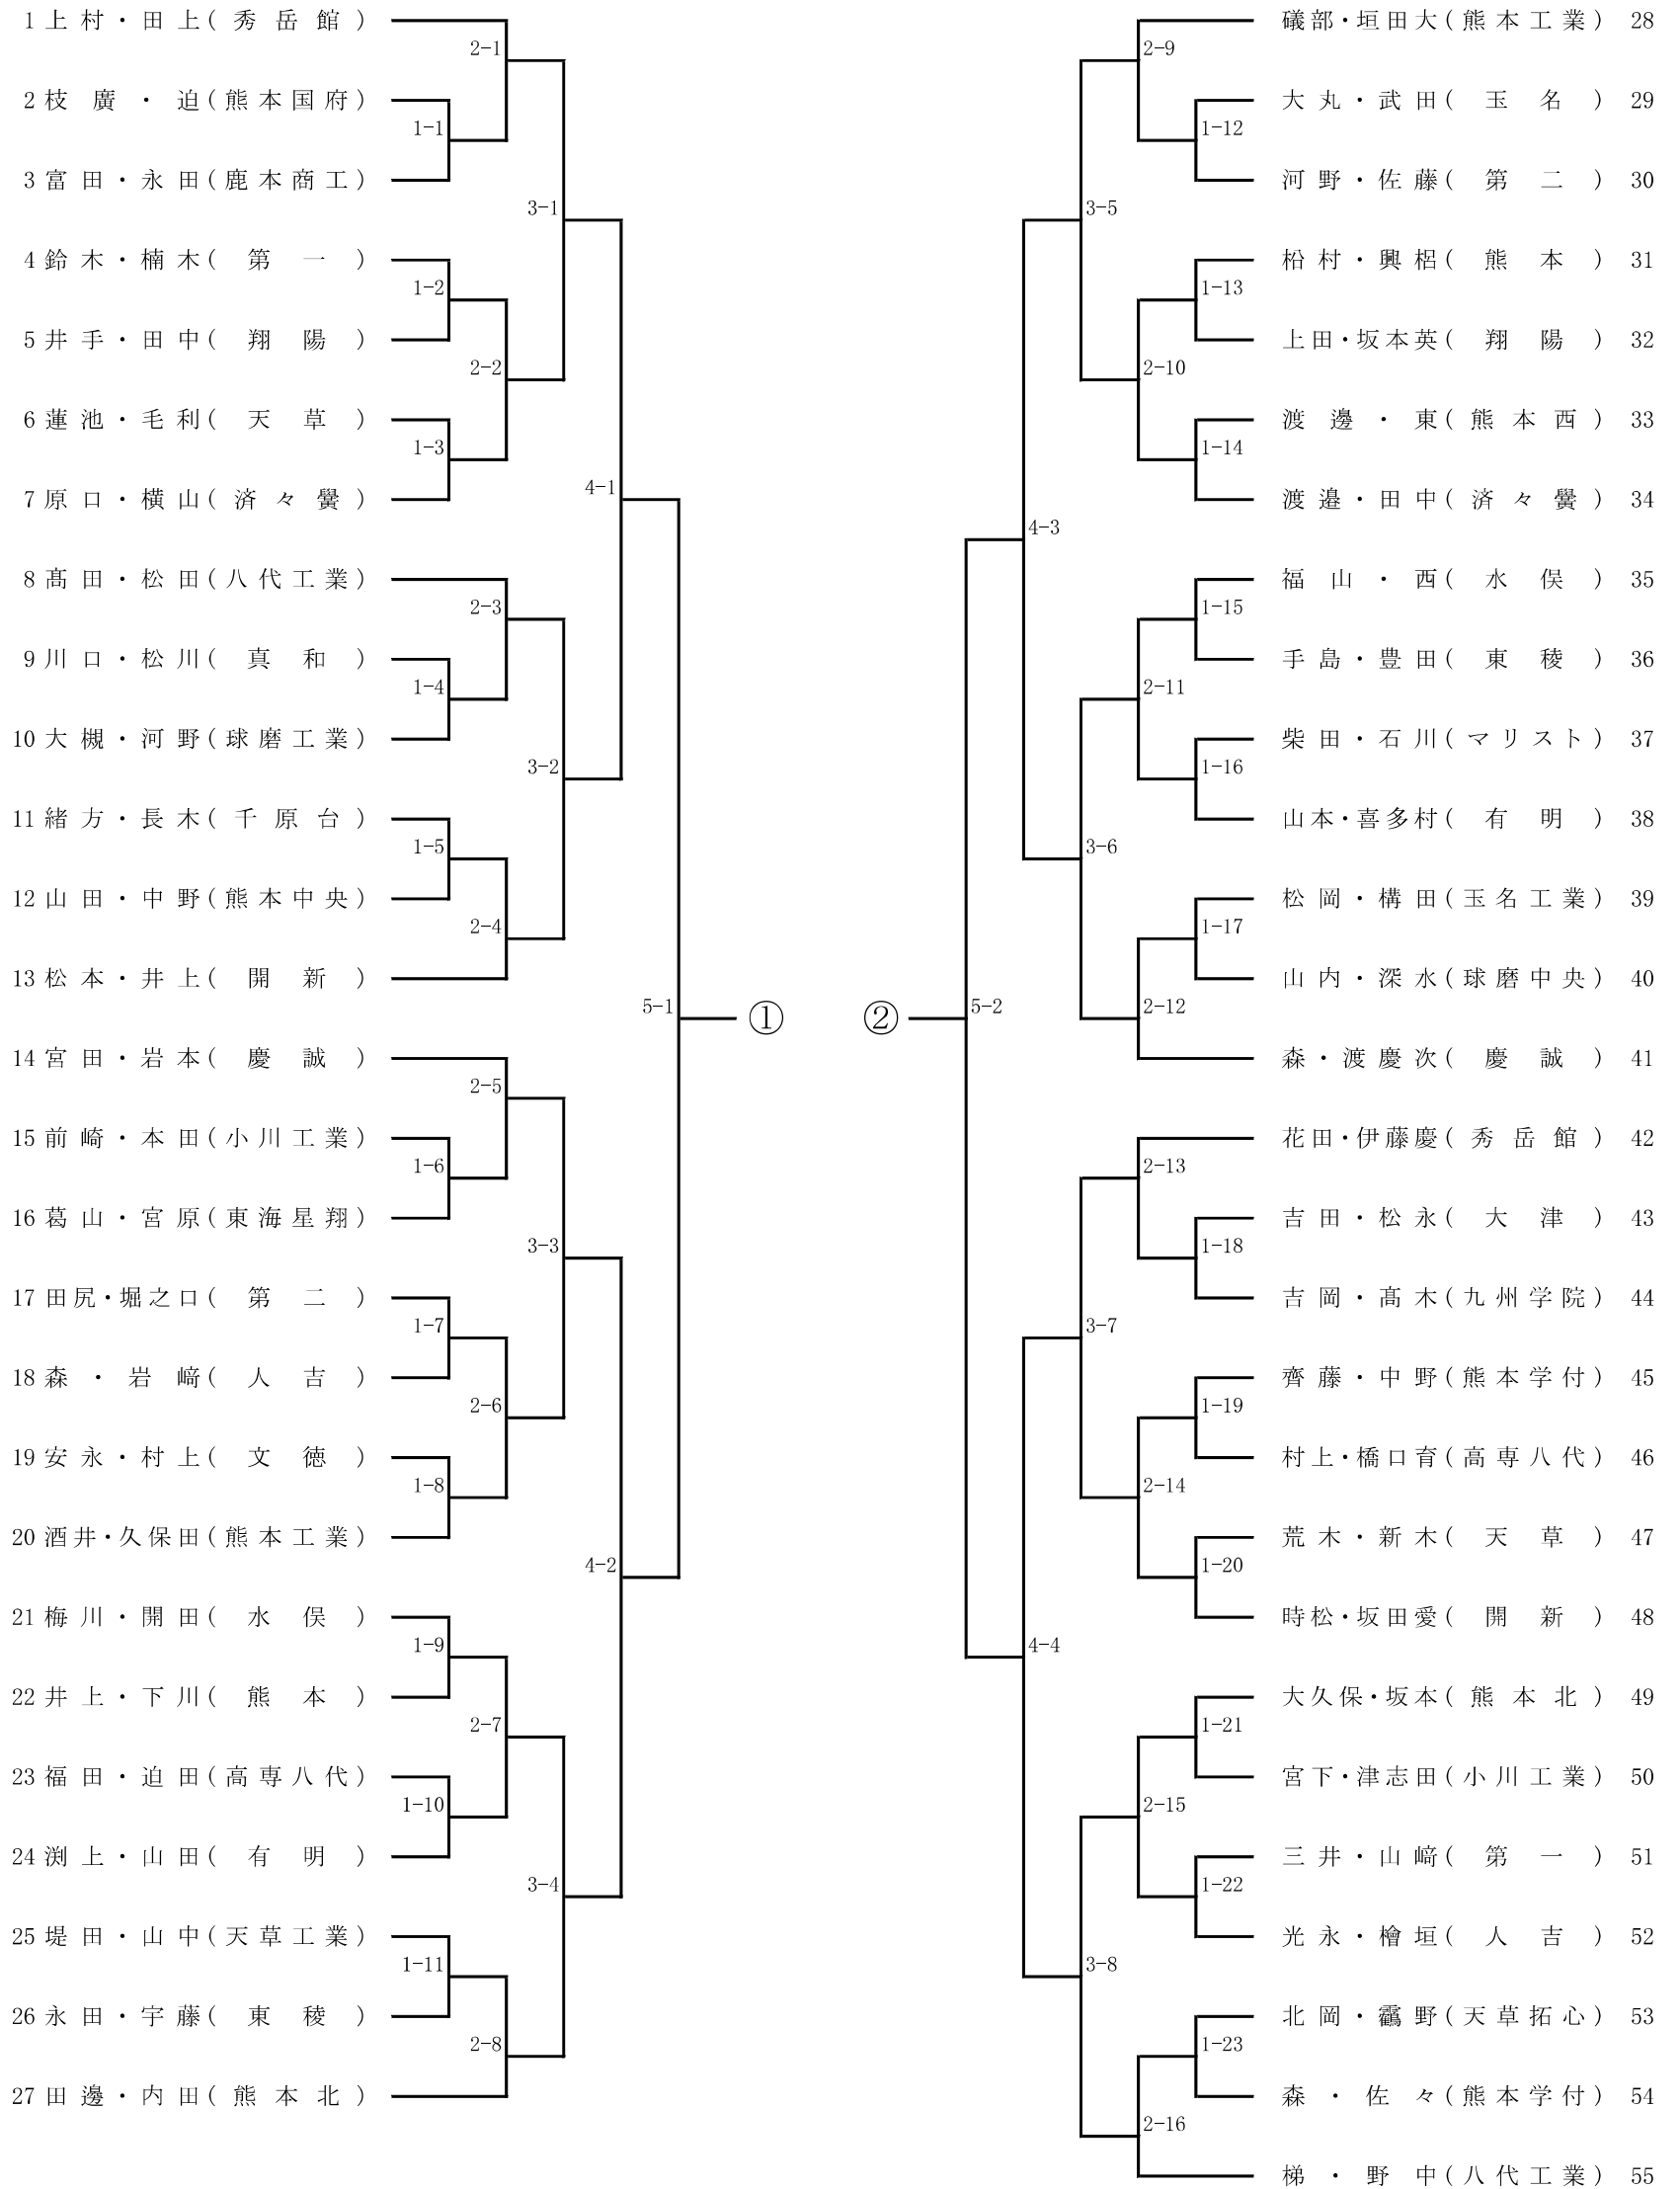 1 上村・田上(秀岳館)
2-1
2 枝廣・迫(熊本国府)
1-1
3 富田・永田(鹿本商工)
3-1
4 鈴木・楠木(第一)
1-2
5 井手・田中(翔陽)
2-2
6 蓮池・毛利(天草)
1-3
7 原口・横山(済々黌)
4-1
8 髙田・松田(八代工業)
2-3
9 川口・松川(真和)
1-4
10 大槻・河野(球磨工業)
3-2
11 緒方・長木(千原台)
1-5
12 山田・中野(熊本中央)
2-4
13 松本・井上(開新)
5-1
①
14 宮田・岩本(慶誠)
2-5
15 前崎・本田(小川工業)
1-6
16 葛山・宮原(東海星翔)
3-3
17 田尻・堀之口(第二)
1-7
18 森・岩﨑(人吉)
2-6
19 安永・村上(文徳)
1-8
20 酒井・久保田(熊本工業)
4-2
21 梅川・開田(水俣)
1-9
22 井上・下川(熊本)
2-7
23 福田・迫田(高専八代)
1-10
24 渕上・山田(有明)
3-4
25 堤田・山中(天草工業)
1-11
26 永田・宇藤(東稜)
2-8
27 田邊・内田(熊本北)
礒部・垣田大(熊本工業) 28
2-9
大丸・武田(玉名) 29
1-12
河野・佐藤(第二) 30
3-5
枌村・興梠(熊本) 31
1-13
上田・坂本英(翔陽) 32
2-10
渡邊・東(熊本西) 33
1-14
渡邉・田中(済々黌) 34
4-3
福山・西(水俣) 35
1-15
手島・豊田(東稜) 36
2-11
柴田・石川(マリスト) 37
1-16
山本・喜多村(有明) 38
3-6
松岡・構田(玉名工業) 39
1-17
山内・深水(球磨中央) 40
2-12
②
5-2
森・渡慶次(慶誠) 41
花田・伊藤慶(秀岳館) 42
2-13
吉田・松永(大津) 43
1-18
吉岡・髙木(九州学院) 44
3-7
齊藤・中野(熊本学付) 45
1-19
村上・橋口育(高専八代) 46
2-14
荒木・新木(天草) 47
1-20
時松・坂田愛(開新) 48
4-4
大久保・坂本(熊本北) 49
1-21
宮下・津志田(小川工業) 50
2-15
三井・山﨑(第一) 51
1-22
光永・檜垣(人吉) 52
3-8
北岡・靏野(天草拓心) 53
1-23
森・佐々(熊本学付) 54
2-16
梯・野中(八代工業) 55